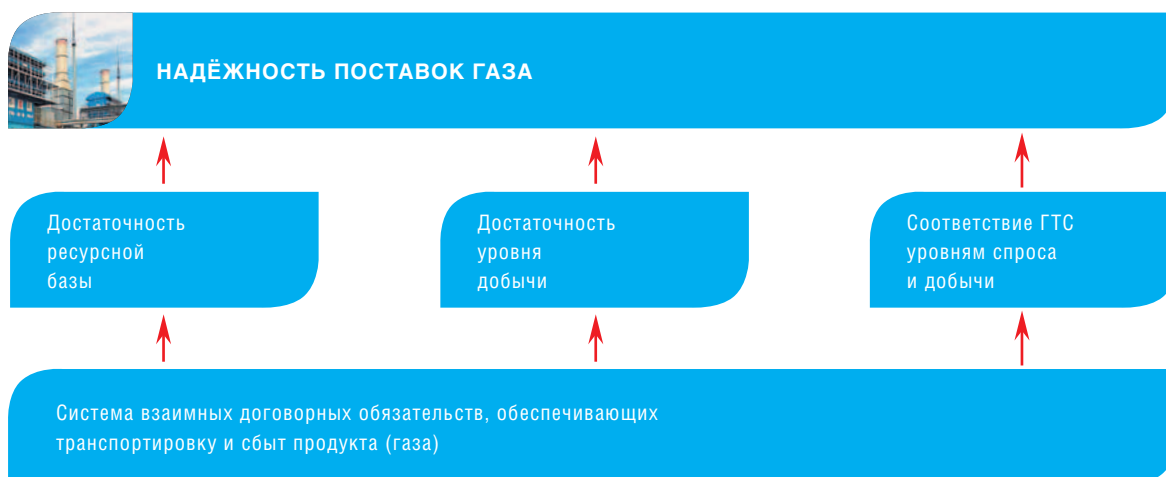 НАДЁЖНОСТЬ ПОСТАВОК ГАЗА
Достаточность
ресурсной
базы
Достаточность
уровня
добычи
Соответствие ГТС
уровням спроса
и добычи
Система взаимных договорных обязательств, обеспечивающих
транспортировку и сбыт продукта (газа)